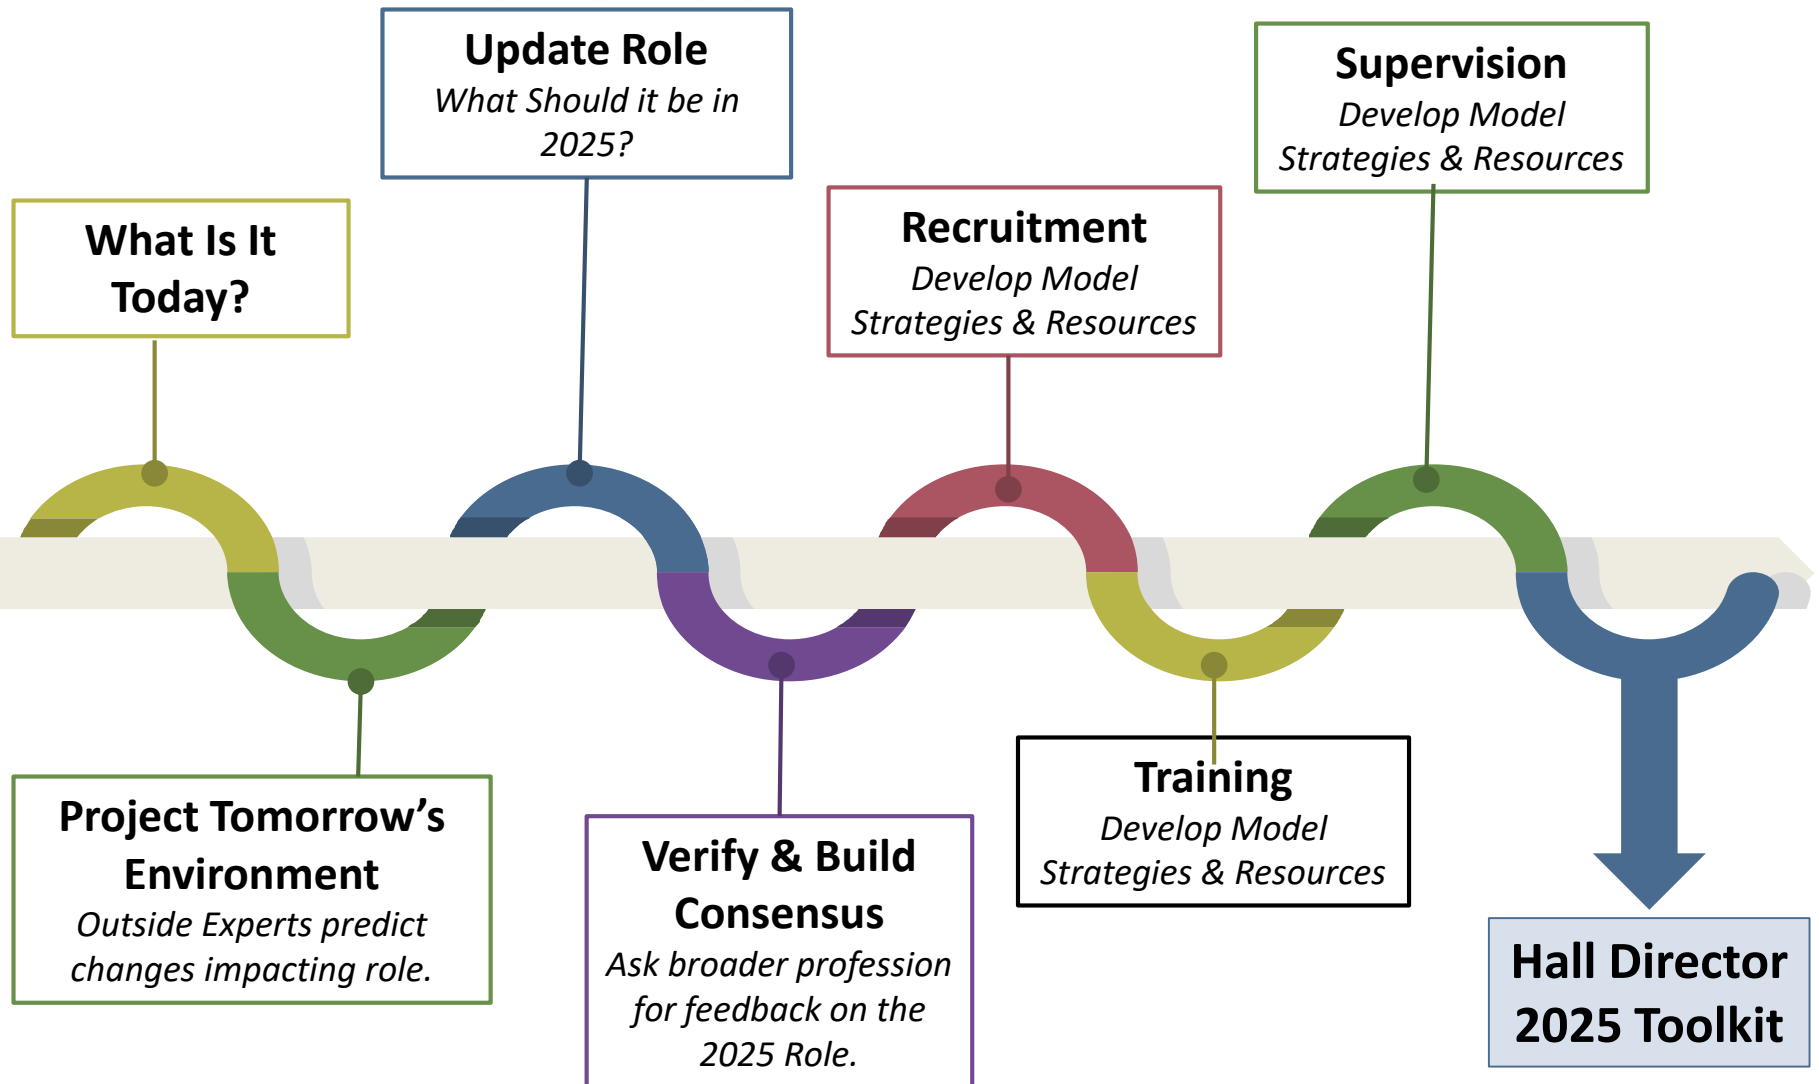 What Is It
Today?
Project Tomorrow’s
Environment
Outside Experts predict
changes impacting role.
Update Role
What Should it be in
2025?
Verify & Build
Consensus
Ask broader profession
for feedback on the
2025 Role.
Recruitment
Develop Model
Strategies & Resources
Training
Develop Model
Strategies & Resources
Supervision
Develop Model
Strategies & Resources
Hall Director
2025 Toolkit